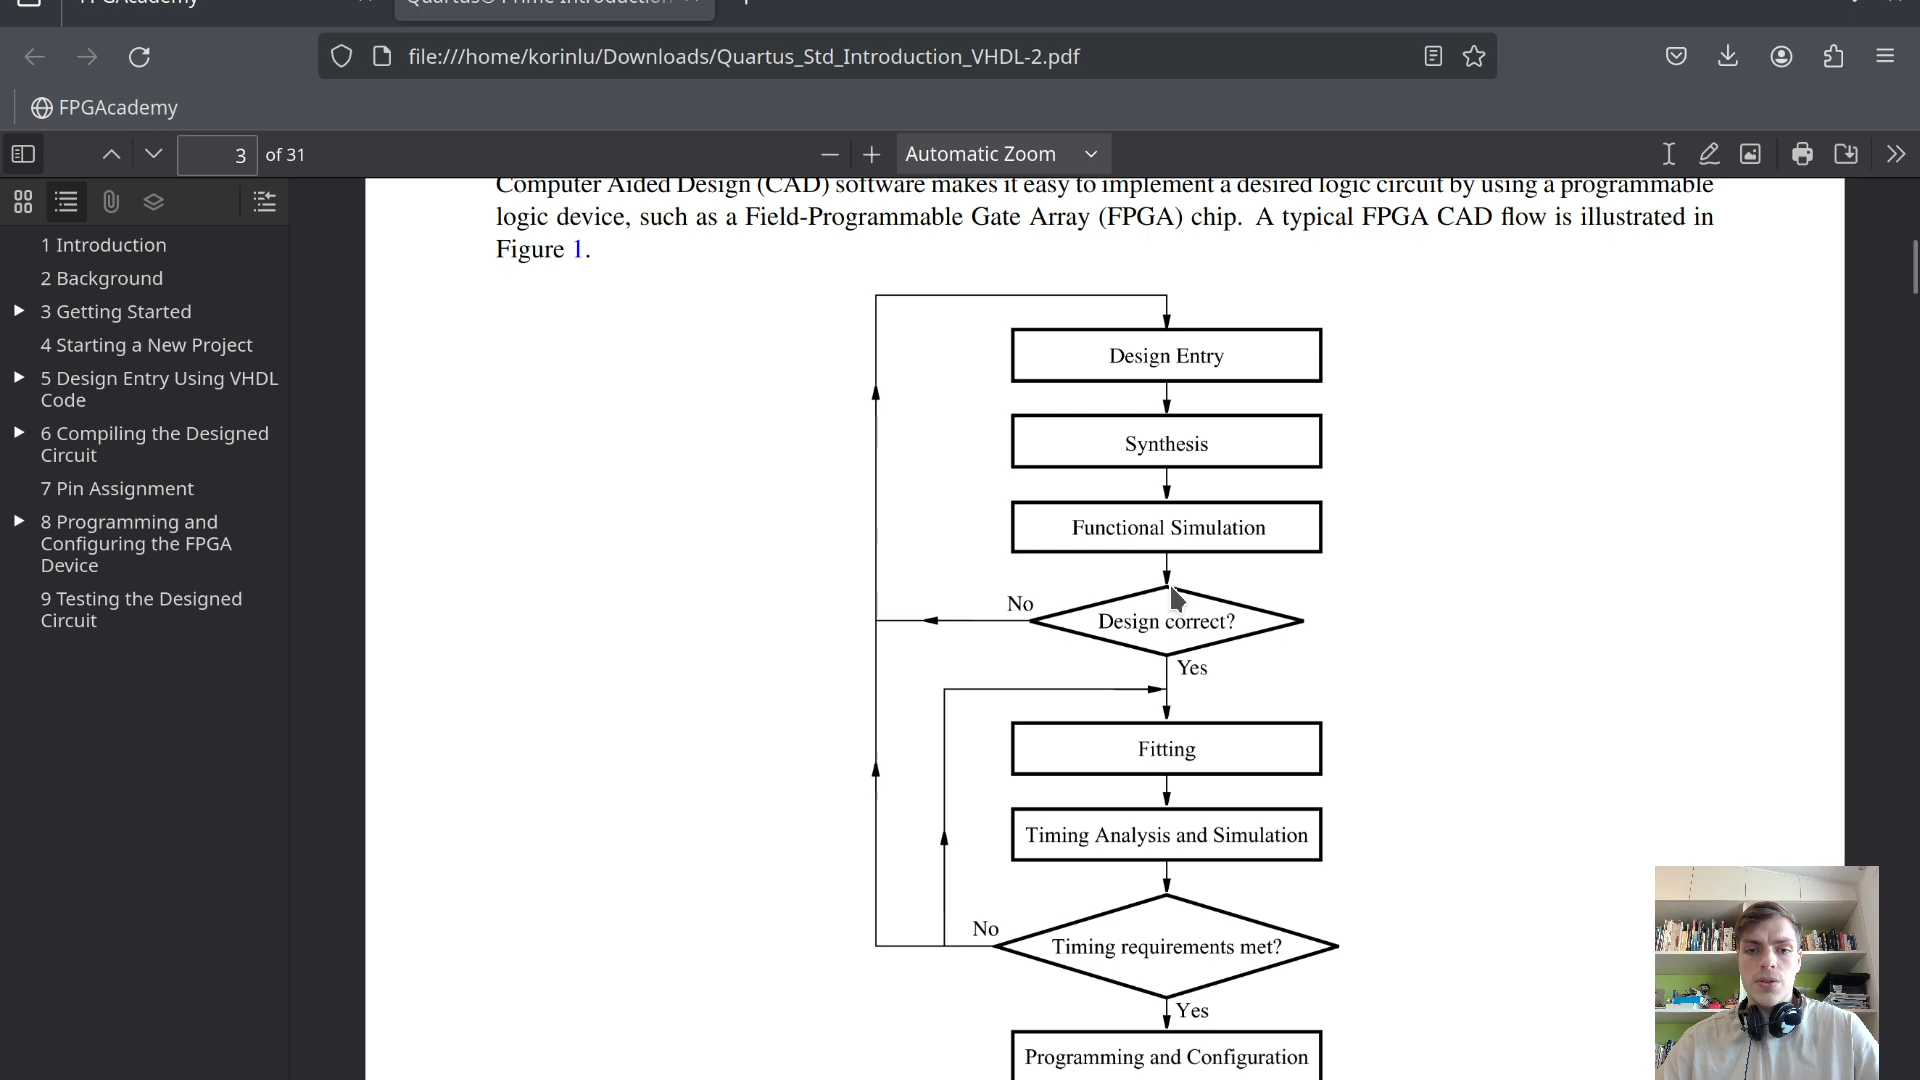 file:///home/korinlu/Downloads/Quartus_Std_Introduction_VHDL-2.pdf
FPGAcademy
3 of 31
Automatic Zoom
1 Introduction
2 Background
3 Getting Started
4 Starting a New Project
5 Design Entry Using VHDL
Code
6 Compiling the Designed
Circuit
7 Pin Assignment
8 Programming and
Configuring the FPGA
Device
9 Testing the Designed
Circuit
Computer Aided Design (CAD) software makes it easy to implement a desired logic circuit by using a programmable
logic device, such as a Field-Programmable Gate Array (FPGA) chip. A typical FPGA CAD flow is illustrated in
Figure 1.
Design Entry
Synthesis
Functional Simulation
No
Design correct?
Yes
Fitting
Timing Analysis and Simulation
No
Timing requirements met?
Yes
Programming and Configuration